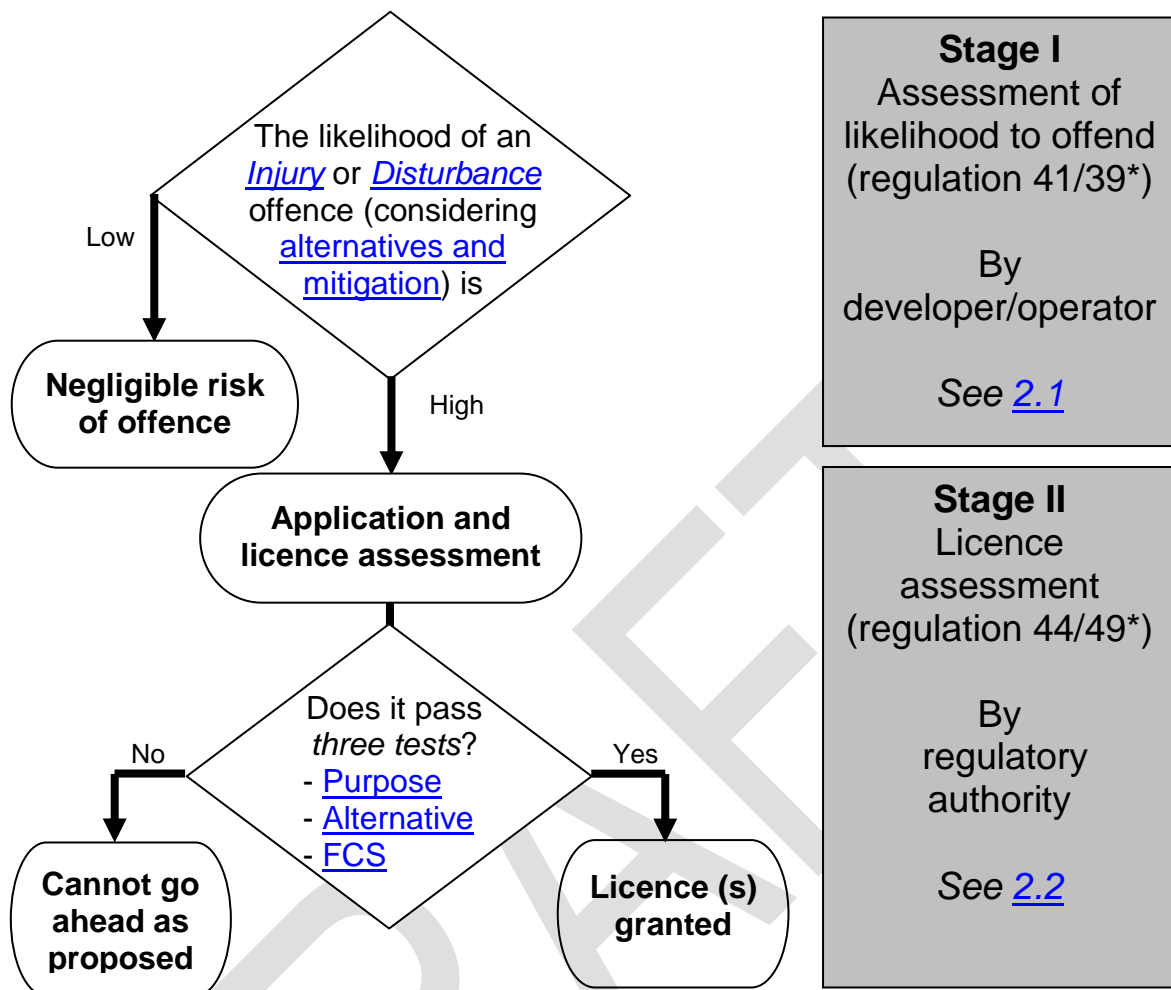 The likelihood of an
Injury or Disturbance
offence (considering
alternatives and
mitigation) is
Low
High
Negligible risk
of offence
Application and
licence assessment
Does it pass
three tests?
- Purpose
- Alternative
- FCS
No
Yes
Cannot go
ahead as
proposed
Licence (s)
granted
Stage I
Assessment of
likelihood to offend
(regulation 41/39*)
By
developer/operator
See 2.1
Stage II
Licence
assessment
(regulation 44/49*)
By
regulatory
authority
See 2.2